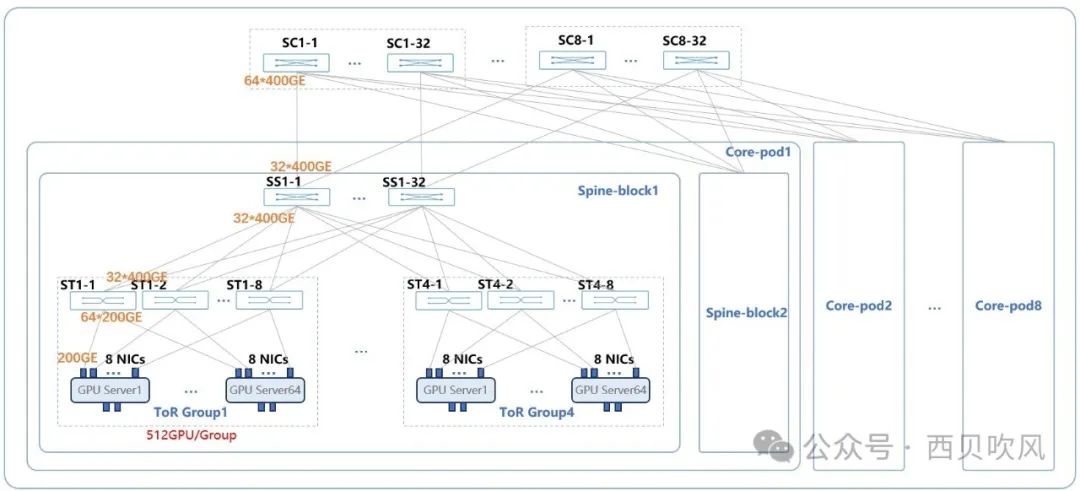 SC1-1 ... SC1-32 ... SC8-1 ... SC8-32
64*400GE
Core-pod1
32*400GE
SS1-1 ... SS1-32
Spine-block1
32*400GE
32*400GE
ST1-1 ST1-2 ... ST1-8 ST4-1 ST4-2 ... ST4-8
Spine-block2 Core-pod2 ... Core-pod8
64*200GE
...
200GE 8 NICs 8 NICs 8 NICs 8 NICs
GPU Server1 ... GPU Server64 GPU Server1 ... GPU Server64
ToR Group1 ToR Group4
512GPU/Group
公众号 · 西贝吹风